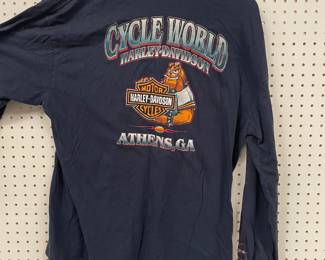 CYCLE WORLD
HARLEY-DAVIDSON
MOTOR
HARLEY-DAVIDSON
CYCLES
ATHENS, GA